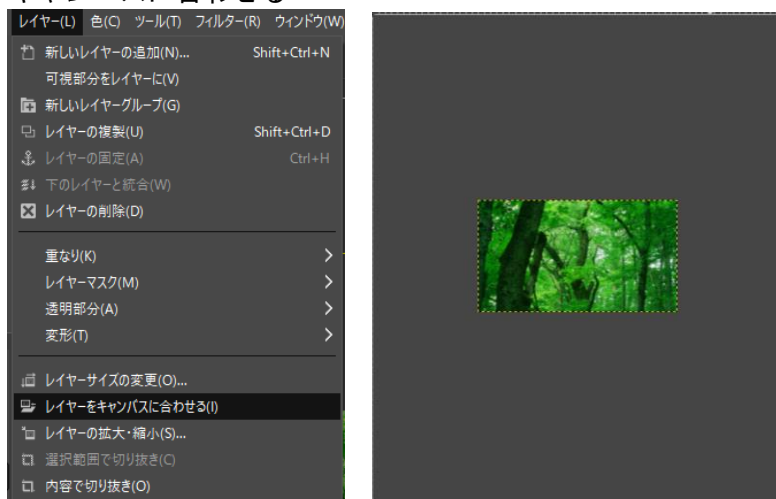 レイヤー(L) 色(C) ツール(T) フィルター(R) ウィンドウ(W)
新しいレイヤーの追加(N)... Shift+Ctrl+N
可視部分をレイヤーに(V)
新しいレイヤーグループ(G)
レイヤーの複製(U) Shift+Ctrl+D
レイヤーの固定(A) Ctrl+H
下のレイヤーと統合(W)
レイヤーの削除(D)
重なり(K)
レイヤーマスク(M)
透明部分(A)
変形(T)
レイヤーサイズの変更(O)...
レイヤーをキャンバスに合わせる(I)
レイヤーの拡大・縮小(S)...
選択範囲で切り抜き(C)
内容で切り抜き(O)